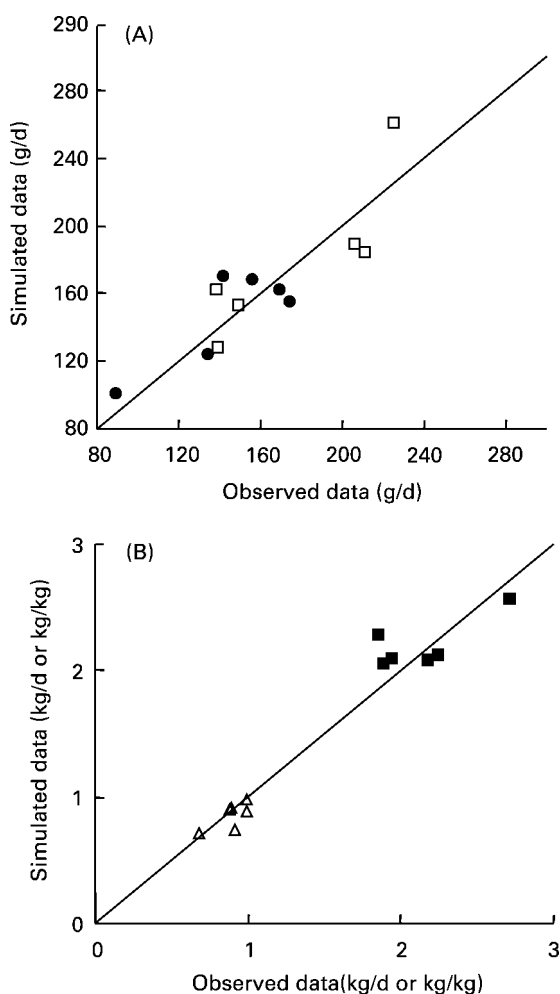 (A)
290
280
240
200
160
120
80
Simulated data (g/d)
80 120 160 200 240 280
Observed data (g/d)
(B)
3
2
1
0
Simulated data (kg/d or kg/kg)
0 1 2 3
Observed data(kg/d or kg/kg)